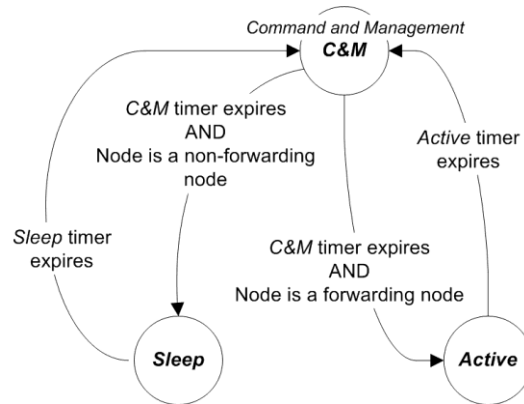 Command and Management
C&M
C&M timer expires
AND
Node is a non-forwarding
node
Active timer
expires
Sleep timer
expires
C&M timer expires
AND
Node is a forwarding node
Sleep
Active